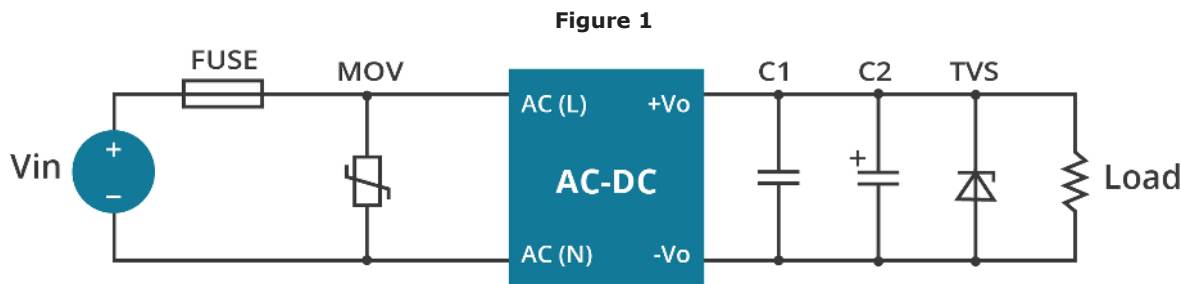 Figure 1
FUSE
MOV
C1
C2
TVS
AC (L)
+Vo
+
Vin
−
AC-DC
+
Load
AC (N)
-Vo